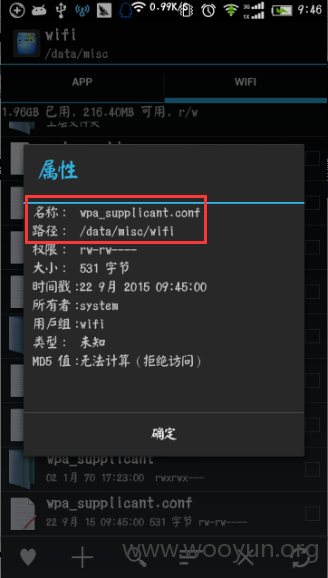 0.99K/s
9:46
wifi
/data/misc
APP
WIFI
1.96GB 已用, 216.40MB 可用, r/w
上层文件夹
属性
名称： wpa_supplicant.conf
路径： /data/misc/wifi
权限： rw-rw----
大小： 531 字节
时间戳:22 9月 2015 09:45:00
所有者:system
用户组:wifi
类型： 未知
MD5 值:无法计算（拒绝访问）
确定
wpa_supplicant
02 1月 70 17:23:00 rwxrwx---
wpa_supplicant.conf
22 9月 15 09:45:00 531 字节 rw-rw----
www.wooyun.org